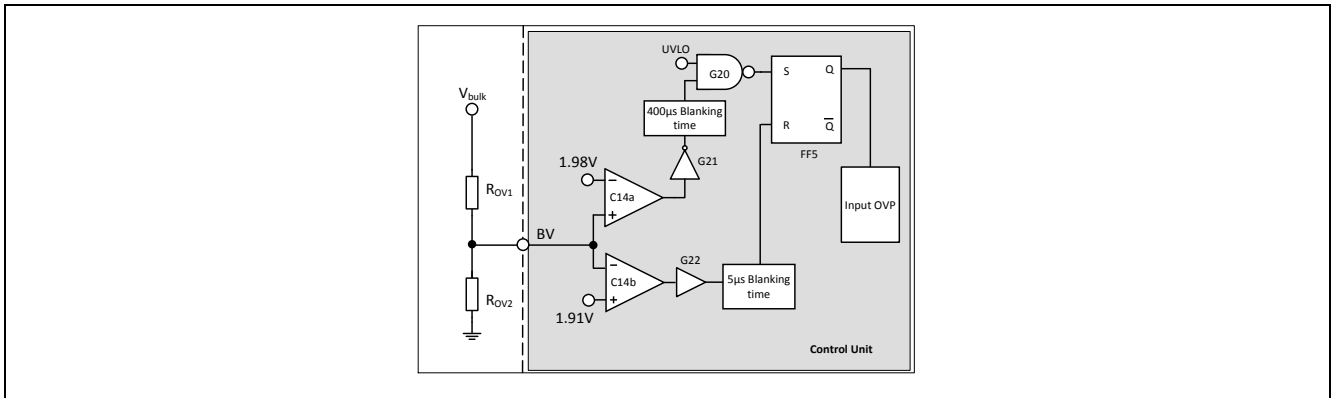 UVLO
G20
S
Q
R
Q
FF5
400µs Blanking
time
G21
Vbulk
1.98V
C14a
ROV1
Input OVP
BV
G22
C14b
5µs Blanking
time
ROV2
1.91V
Control Unit